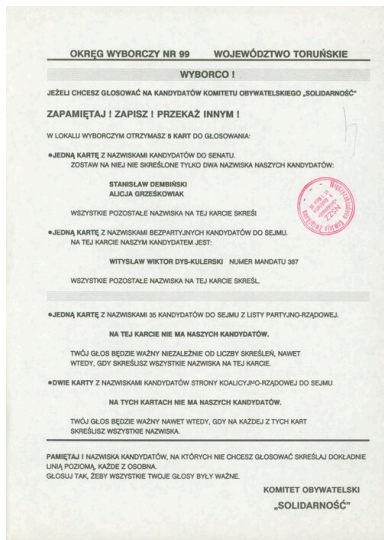 OKRĘG WYBORCZY NR 99 WOJEWÓDZTWO TORUŃSKIE
WYBORCO !
JEŻELI CHCESZ GŁOSOWAĆ NA KANDYDATÓW KOMITETU OBYWATELSKIEGO „SOLIDARNOŚĆ"
ZAPAMIĘTAJ ! ZAPISZ ! PRZEKAŻ INNYM !
W LOKALU WYBORCZYM OTRZYMASZ 5 KART DO GŁOSOWANIA:
●JEDNĄ KARTĘ Z NAZWISKAMI KANDYDATÓW DO SENATU.
ZOSTAW NA NIEJ NIE SKREŚLONE TYLKO DWA NAZWISKA NASZYCH KANDYDATÓW:
STANISŁAW DEMBIŃSKI
ALICJA GRZEŚKOWIAK
WSZYSTKIE POZOSTAŁE NAZWISKA NA TEJ KARCIE SKREŚl
●JEDNĄ KARTĘ Z NAZWISKAMI BEZPARTYJNYCH KANDYDATÓW DO SEJMU.
NA TEJ KARCIE NASZYM KANDYDATEM JEST:
WITYSŁAW WIKTOR DYS-KULERSKI NUMER MANDATU 387
WSZYSTKIE POZOSTAŁE NAZWISKA NA TEJ KARCIE SKREŚL.
●JEDNĄ KARTĘ Z NAZWISKAMI 35 KANDYDATÓW DO SEJMU Z LISTY PARTYJNO-RZĄDOWEJ.
NA TEJ KARCIE NIE MA NASZYCH KANDYDATÓW.
TWÓJ GŁOS BĘDZIE WAŻNY NIEZALEŻNIE OD LICZBY SKREŚLEŃ, NAWET
WTEDY, GDY SKREŚLISZ WSZYSTKIE NAZWISKA NA TEJ KARCIE.
●DWIE KARTY Z NAZWISKAMI KANDYDATÓW STRONY KOALICYJNO-RZĄDOWEJ DO SEJMU
NA TYCH KARTACH NIE MA NASZYCH KANDYDATÓW.
TWÓJ GŁOS BĘDZIE WAŻNY NAWET WTEDY, GDY NA KAŻDEJ Z TYCH KART
SKREŚLISZ WSZYSTKIE NAZWISKA.
PAMIĘTAJ ! NAZWISKA KANDYDATÓW, NA KTÓRYCH NIE CHCESZ GŁOSOWAĆ SKREŚLAJ DOKŁADNIE
LINIĄ POZIOMĄ, KAŻDE Z OSOBNA.
GŁOSUJ TAK, ŻEBY WSZYSTKIE TWOJE GŁOSY BYŁY WAŻNE.
KOMITET OBYWATELSKI
„SOLIDARNOŚĆ"